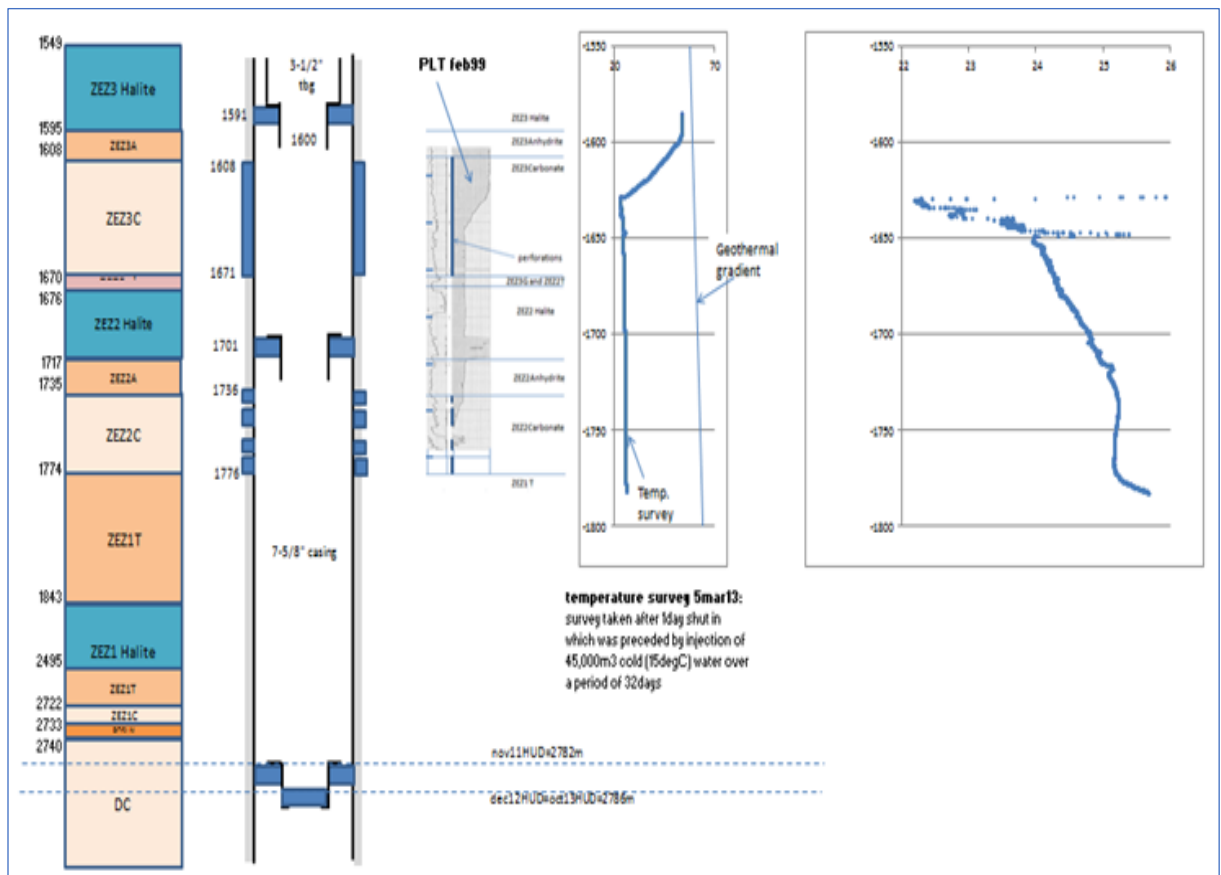 1549
ZEZ3 Halite
1595
ZEZ3A
1608
ZEZ3C
1670
1676
ZEZ2 Halite
1717
ZEZ2A
1735
ZEZ2C
1774
ZEZ1T
1843
ZEZ1 Halite
2495
ZEZ1T
2722
ZEZ1C
2733
2740
DC
3-1/2"
tbg
1591
1600
1608
1671
1701
1736
1776
7-5/8" casing
PLT feb99
ZEZ3 Halite
ZEZ3Anhydrite
ZEZ3Carbonate
perforations
ZEZ3G and ZEZ2T
ZEZ2 Halite
ZEZ2Anhydrite
ZEZ2Carbonate
ZEZ1 T
-1550
20
70
-1600
-1650
-1700
-1750
-1800
Geothermal
gradient
Temp.
survey
-1550
22
23
24
25
26
-1600
-1650
-1700
-1750
-1800
temperature survey 5mar13:
survey taken after 1day shut in
which was preceded by injection of
45,000m3 cold (15degC) water over
a period of 32days
nov11HUD=2782m
dec12HUD=oct13HUD=2786m